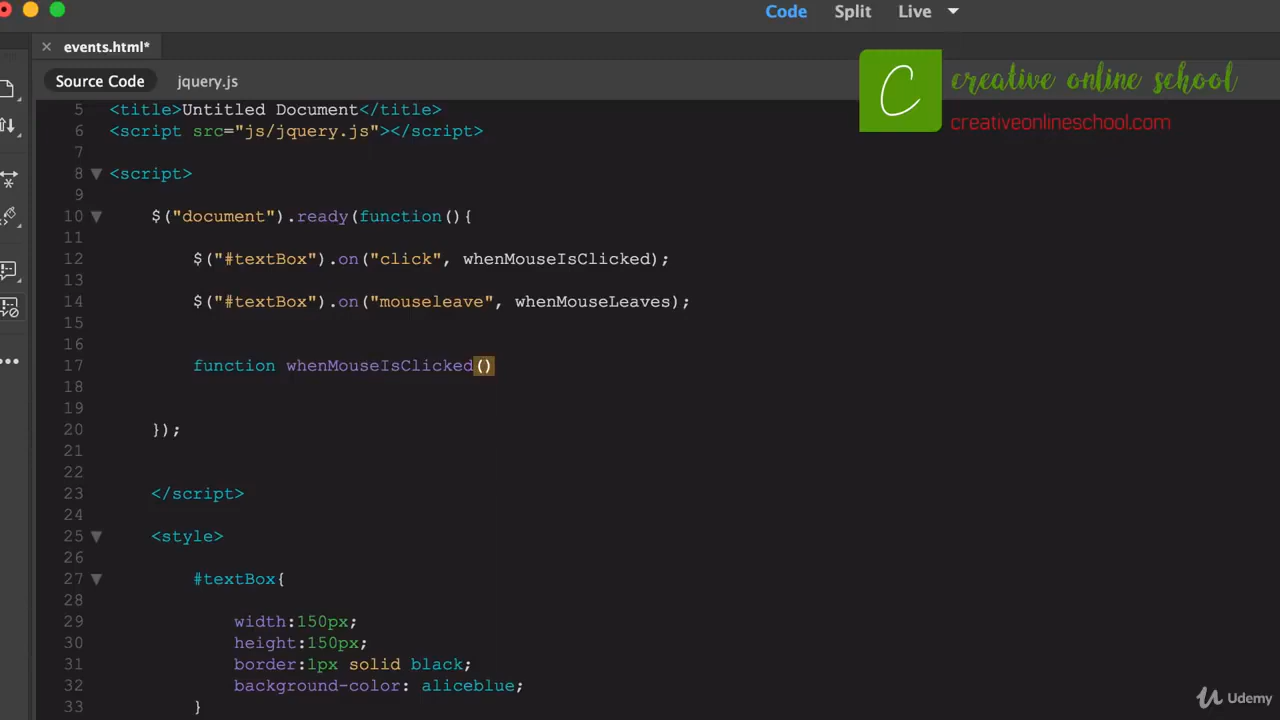 Code Split Live
events.html*
Source Code jquery.js
C creative online school
creativeonlineschool.com
5 <title>Untitled Document</title>
6 <script src="js/jquery.js"></script>
7
8 <script>
9
10 $("document").ready(function(){
11
12 $("#textBox").on("click", whenMouseIsClicked);
13
14 $("#textBox").on("mouseleave", whenMouseLeaves);
15
16
17 function whenMouseIsClicked()
18
19
20 });
21
22
23 </script>
24
25 <style>
26
27 #textBox{
28
29 width:150px;
30 height:150px;
31 border:1px solid black;
32 background-color: aliceblue;
33 }
Udemy